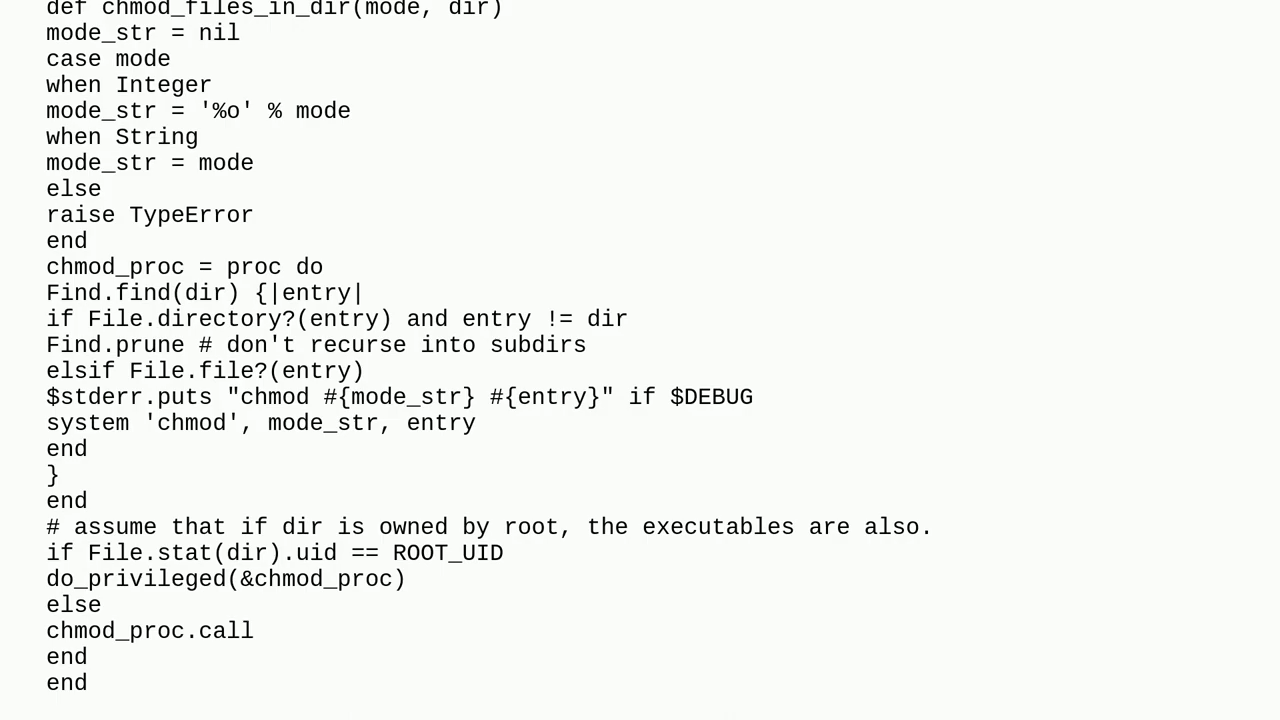 def chmod_files_in_dir(mode, dir)
mode_str = nil
case mode
when Integer
mode_str = '%o' % mode
when String
mode_str = mode
else
raise TypeError
end
chmod_proc = proc do
Find.find(dir) {|entry|
if File.directory?(entry) and entry != dir
Find.prune # don't recurse into subdirs
elsif File.file?(entry)
$stderr.puts "chmod #{mode_str} #{entry}" if $DEBUG
system 'chmod', mode_str, entry
end
}
end
# assume that if dir is owned by root, the executables are also.
if File.stat(dir).uid == ROOT_UID
do_privileged(&chmod_proc)
else
chmod_proc.call
end
end